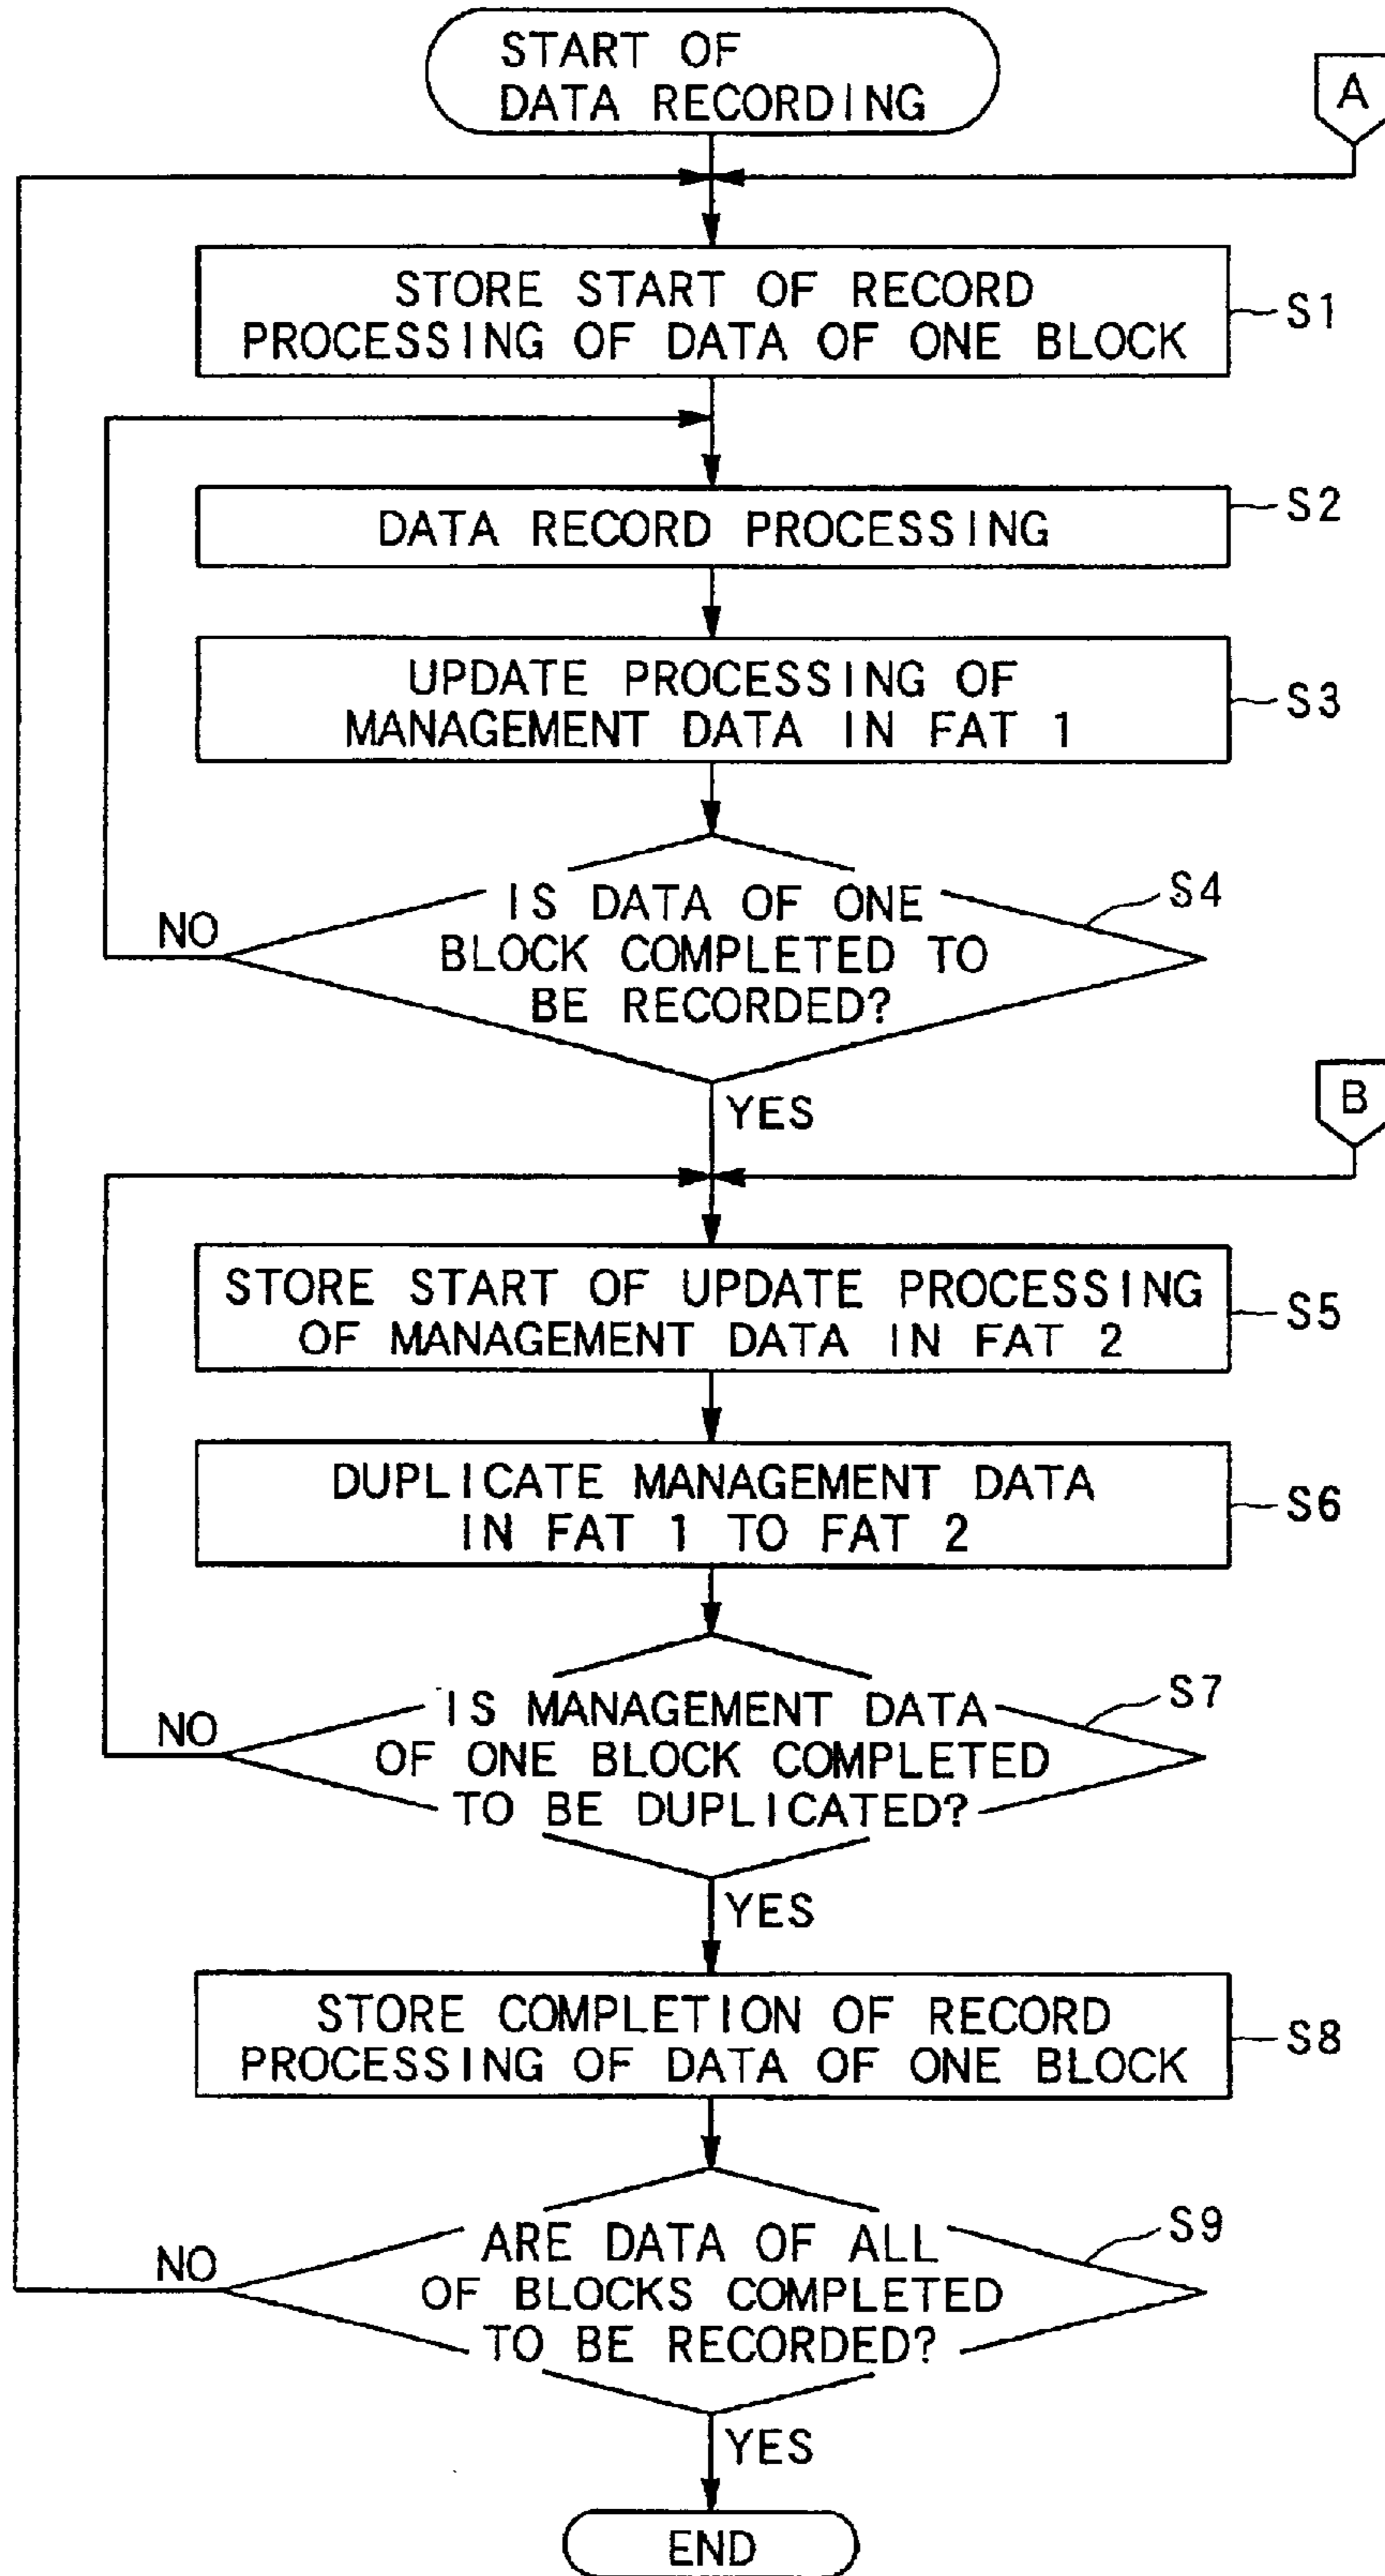 START OF
DATA RECORDING
A
STORE START OF RECORD
PROCESSING OF DATA OF ONE BLOCK
S1
DATA RECORD PROCESSING
S2
UPDATE PROCESSING OF
MANAGEMENT DATA IN FAT 1
S3
IS DATA OF ONE
BLOCK COMPLETED TO
BE RECORDED?
S4
NO
YES
B
STORE START OF UPDATE PROCESSING
OF MANAGEMENT DATA IN FAT 2
S5
DUPLICATE MANAGEMENT DATA
IN FAT 1 TO FAT 2
S6
IS MANAGEMENT DATA
OF ONE BLOCK COMPLETED
TO BE DUPLICATED?
S7
NO
YES
STORE COMPLETION OF RECORD
PROCESSING OF DATA OF ONE BLOCK
S8
ARE DATA OF ALL
OF BLOCKS COMPLETED
TO BE RECORDED?
S9
NO
YES
END